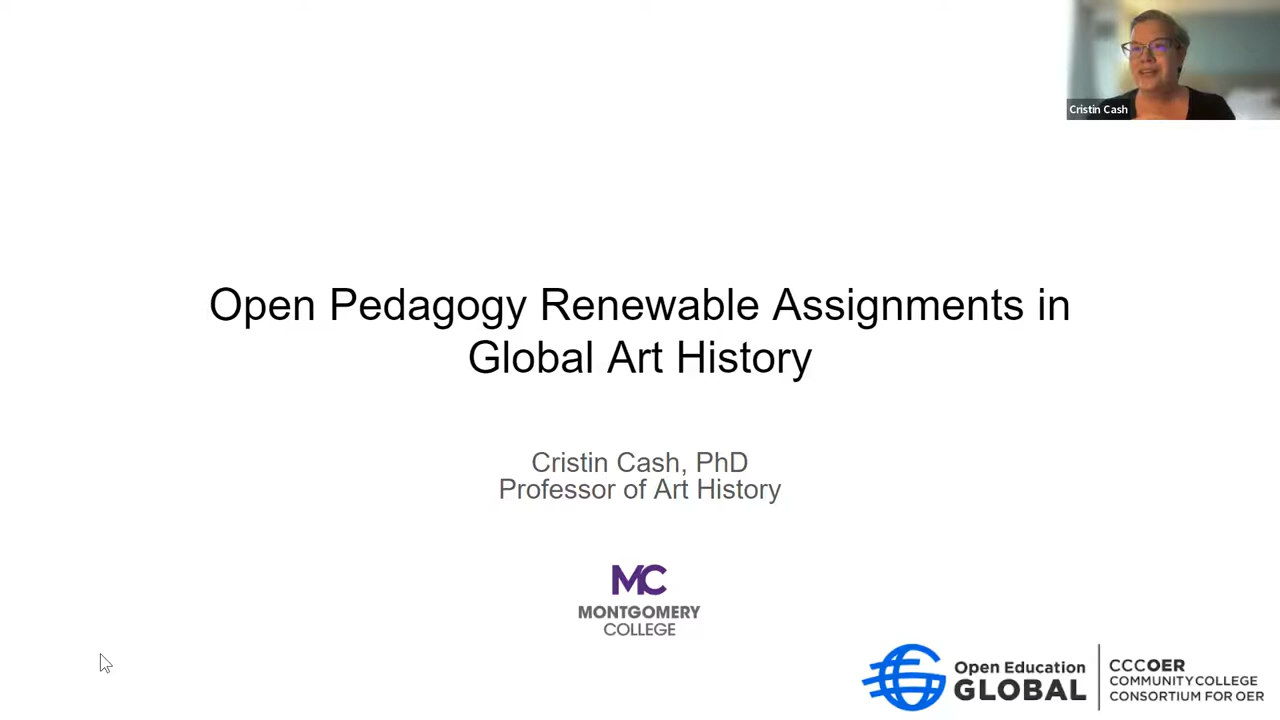 Cristin Cash
Open Pedagogy Renewable Assignments in
Global Art History
Cristin Cash, PhD
Professor of Art History
MC
MONTGOMERY
COLLEGE
Open Education
GLOBAL
CCCOER
COMMUNITY COLLEGE
CONSORTIUM FOR OER